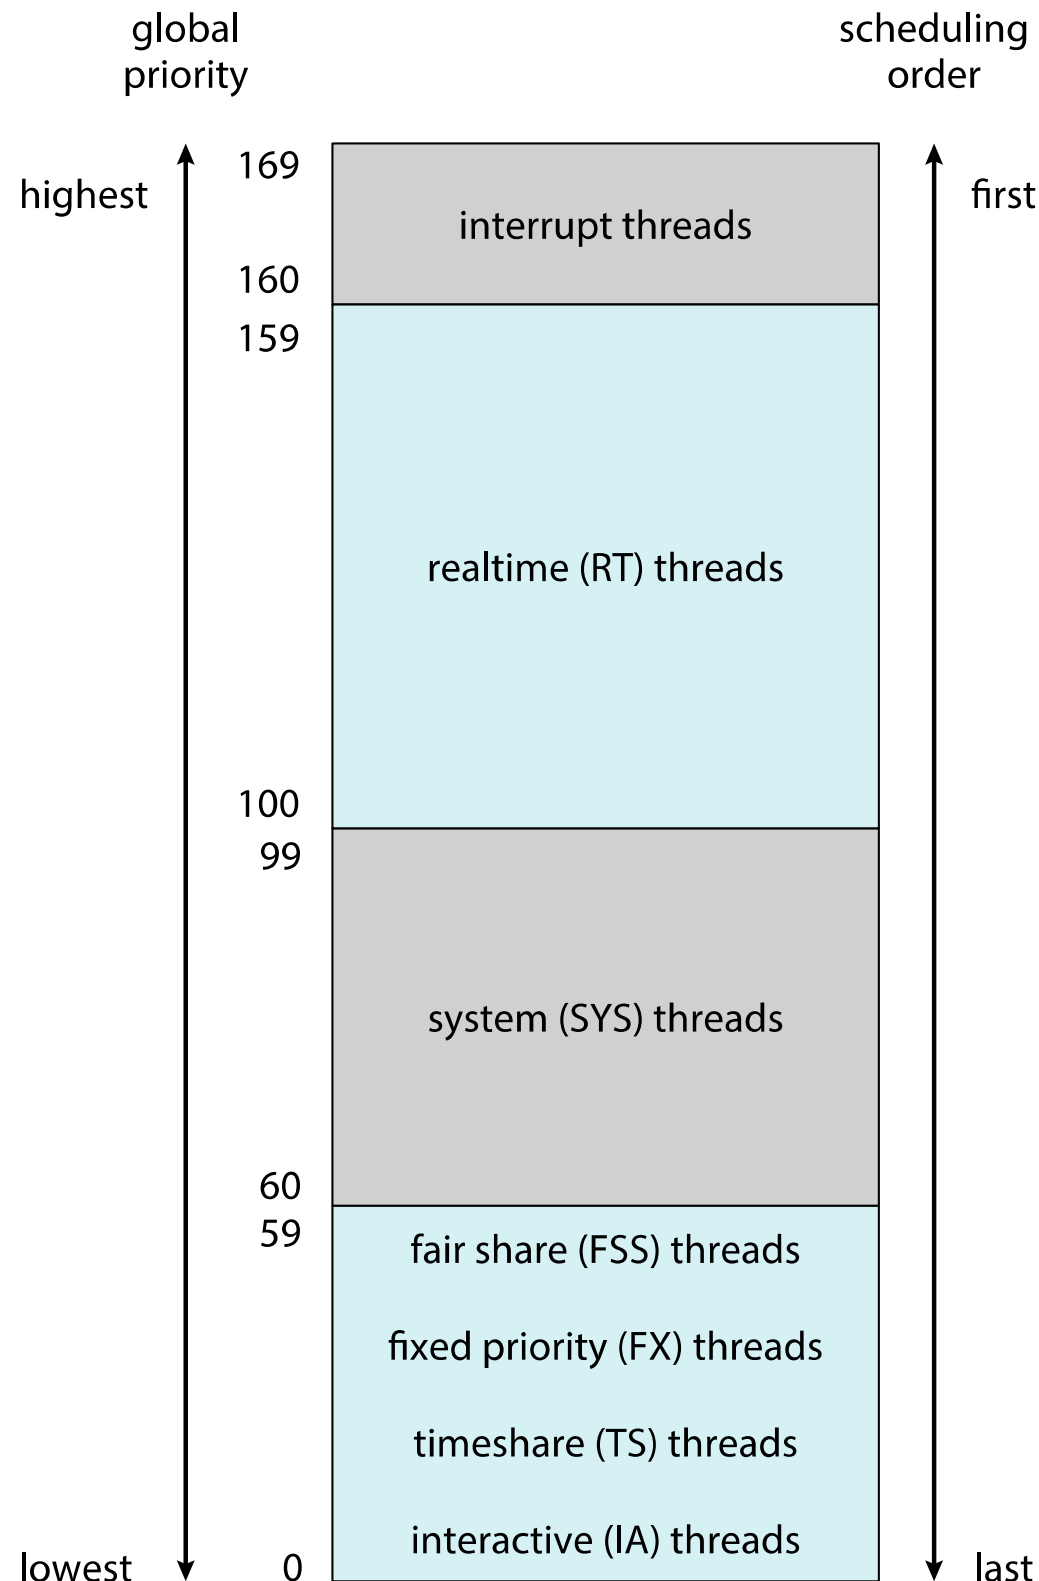 global
priority
scheduling
order
169
highest
first
interrupt threads
160
159
realtime (RT) threads
100
99
system (SYS) threads
60
59
fair share (FSS) threads
fixed priority (FX) threads
timeshare (TS) threads
interactive (IA) threads
lowest
0
last